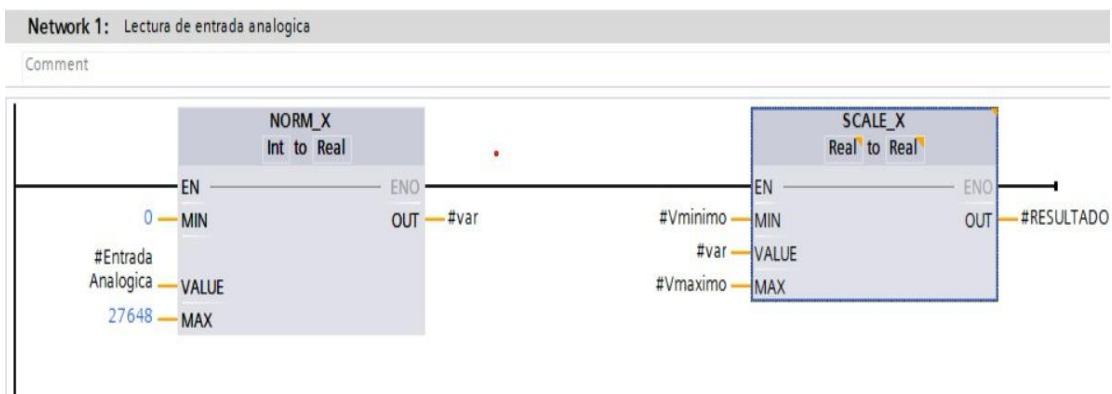 Network 1: Lectura de entrada analogica
Comment
NORM_X
Int to Real
EN ENO
0 MIN OUT #var
#Entrada
Analogica VALUE
27648 MAX
SCALE_X
Real to Real
EN ENO
#Vminimo MIN OUT #RESULTADO
#var VALUE
#Vmaximo MAX